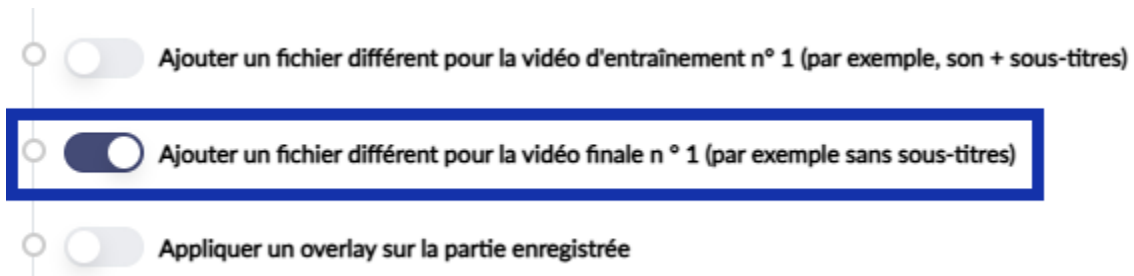 Ajouter un fichier différent pour la vidéo d'entraînement n° 1 (par exemple, son + sous-titres)
Ajouter un fichier différent pour la vidéo finale n ° 1 (par exemple sans sous-titres)
Appliquer un overlay sur la partie enregistrée